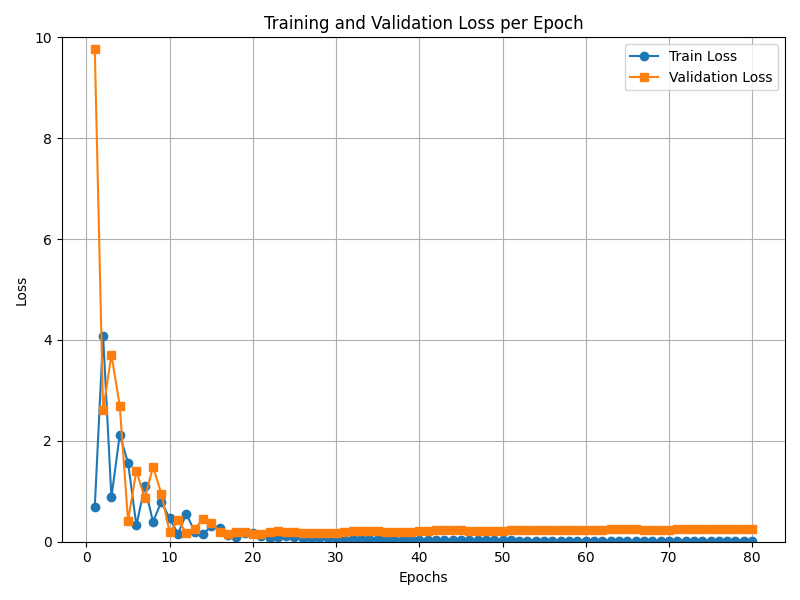 Training and Validation Loss per Epoch
Train Loss
Validation Loss
10
8
6
4
2
0
Loss
0 10 20 30 40 50 60 70 80
Epochs